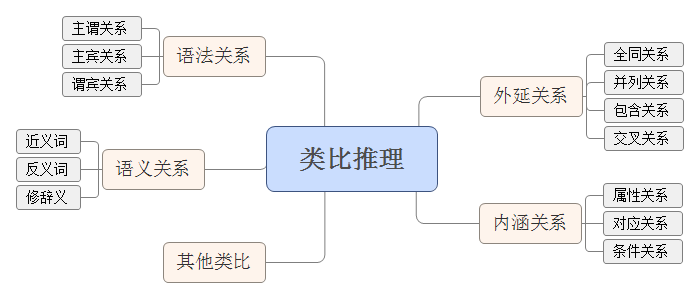 类比推理
语法关系
主谓关系
主宾关系
谓宾关系
语义关系
近义词
反义词
修辞义
其他类比
外延关系
全同关系
并列关系
包含关系
交叉关系
内涵关系
属性关系
对应关系
条件关系